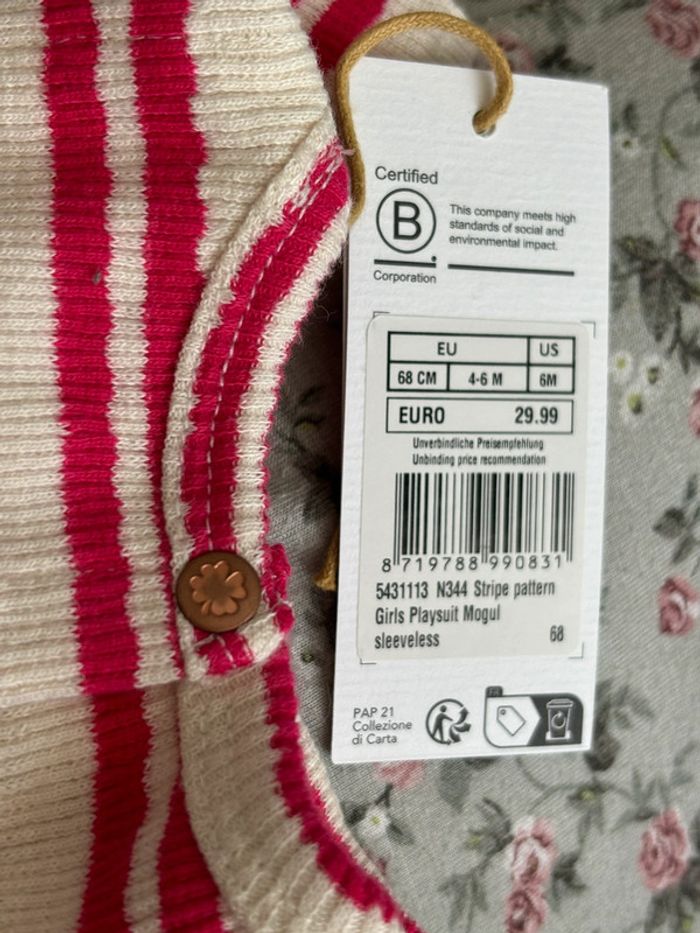 Certified
B
Corporation
This company meets high
standards of social and
environmental impact.
EU US
68 CM 4-6 M 6M
EURO 29.99
Unverbindliche Preisempfehlung
Unbinding price recommendation
8 719788 990831
5431113 N344 Stripe pattern
Girls Playsuit Mogul
sleeveless 68
PAP 21
Collezione
di Carta
FR